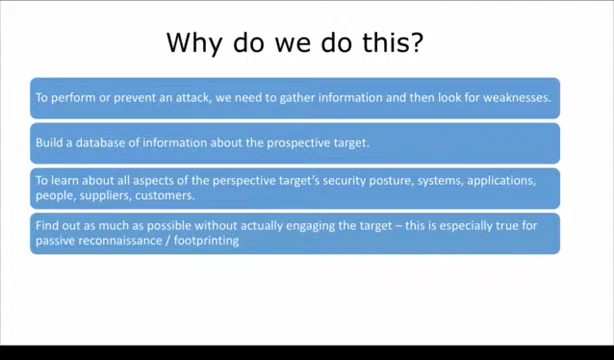 Why do we do this?
To perform or prevent an attack, we need to gather information and then look for weaknesses.
Build a database of information about the prospective target.
To learn about all aspects of the perspective target's security posture, systems, applications,
people, suppliers, customers.
Find out as much as possible without actually engaging the target – this is especially true for
passive reconnaissance / footprinting